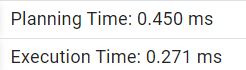 Planning Time: 0.450 ms
Execution Time: 0.271 ms